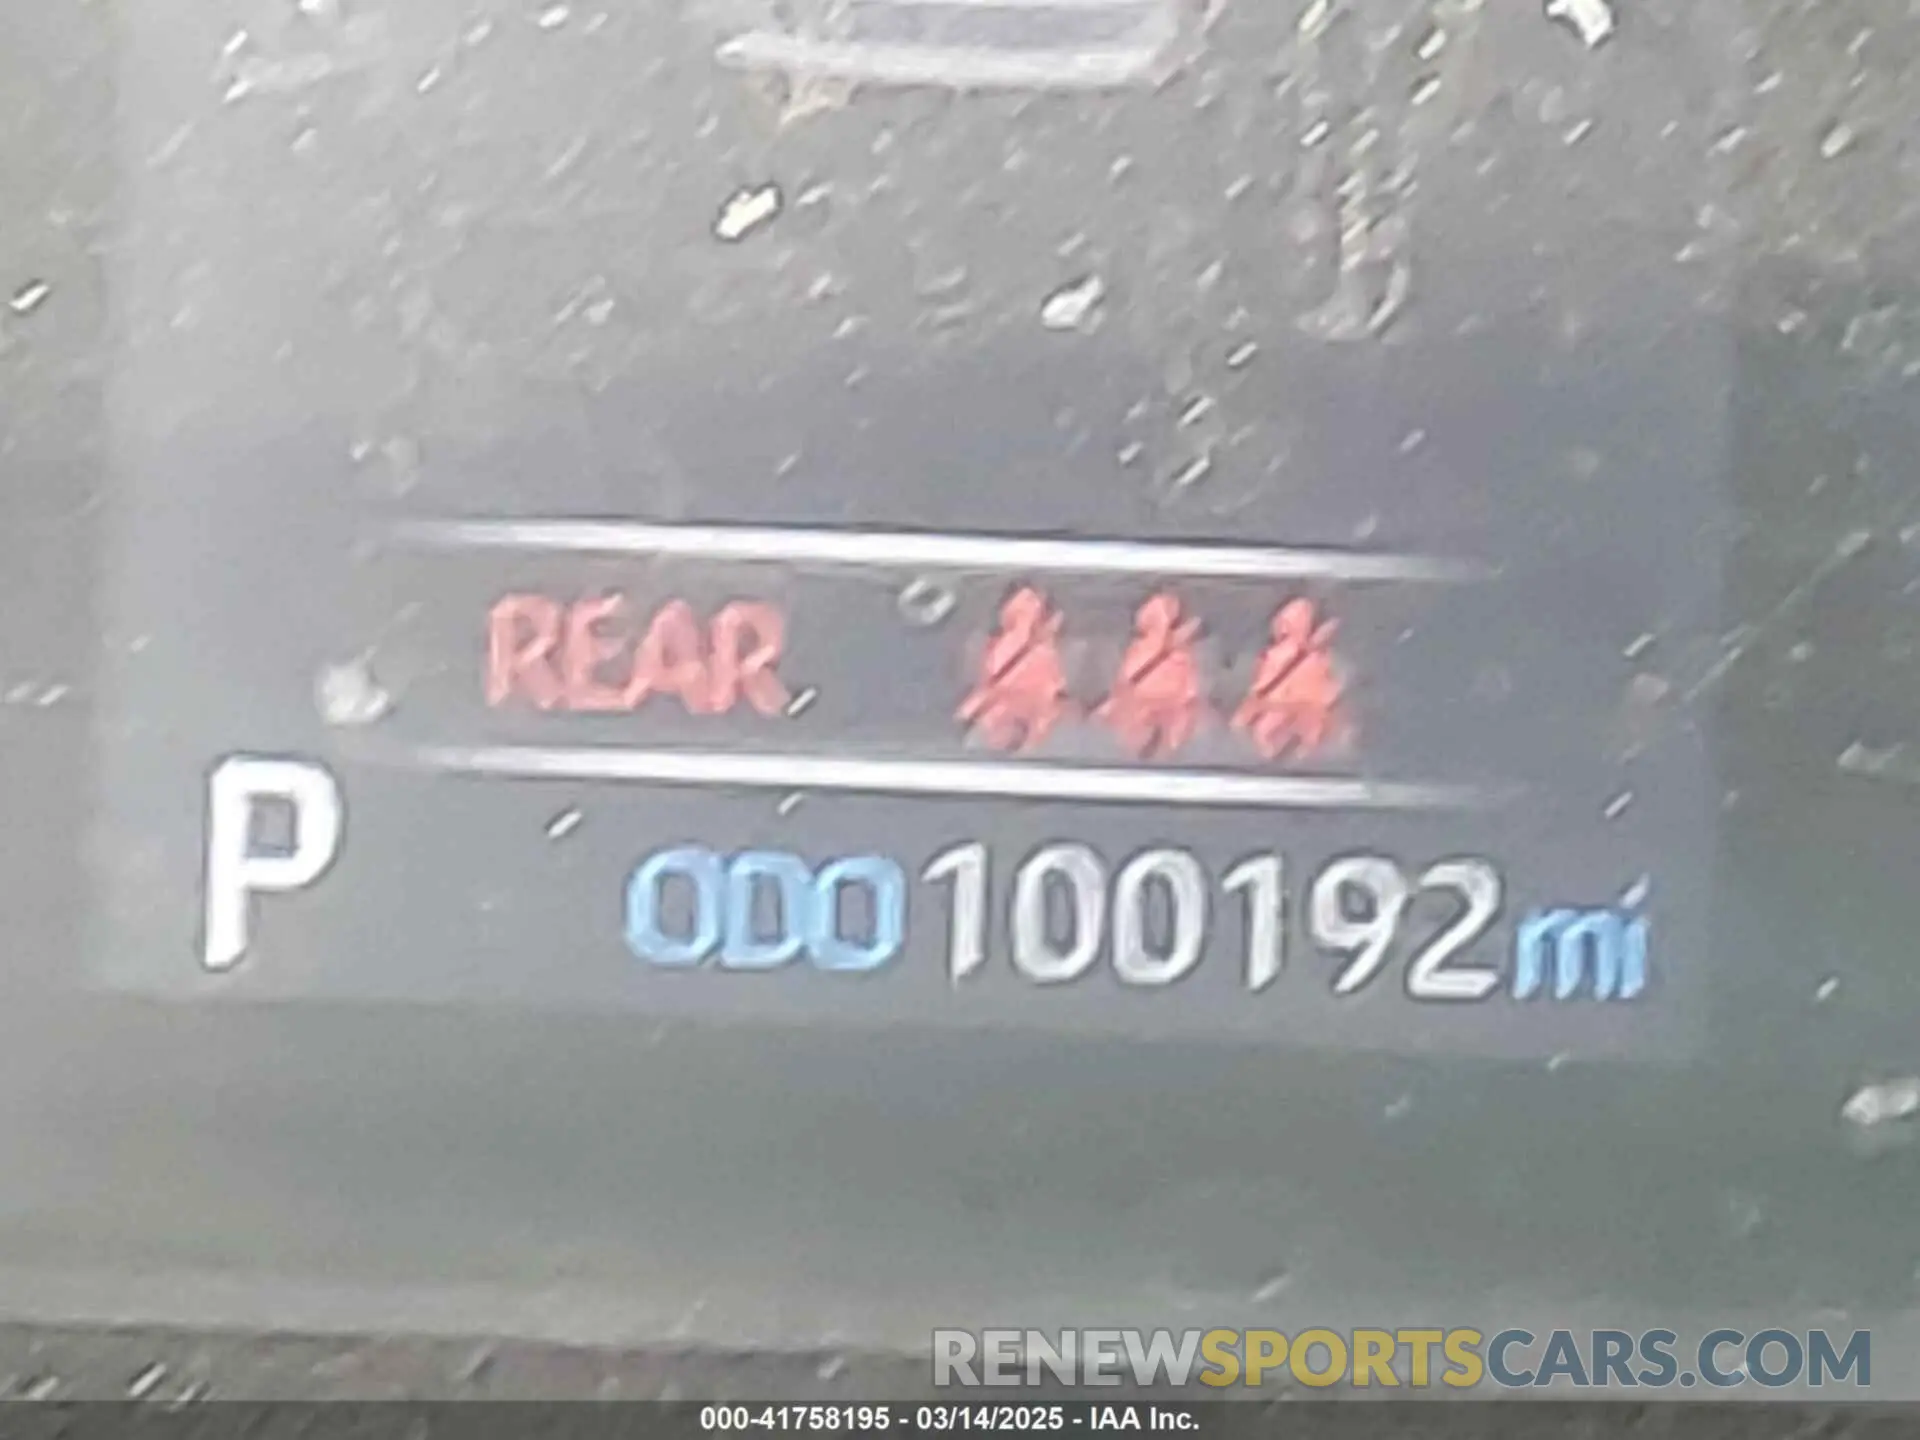 REAR
P
ODO 100192 mi
RENEWSPORTSCARS.COM
000-41758195 - 03/14/2025 - IAA Inc.